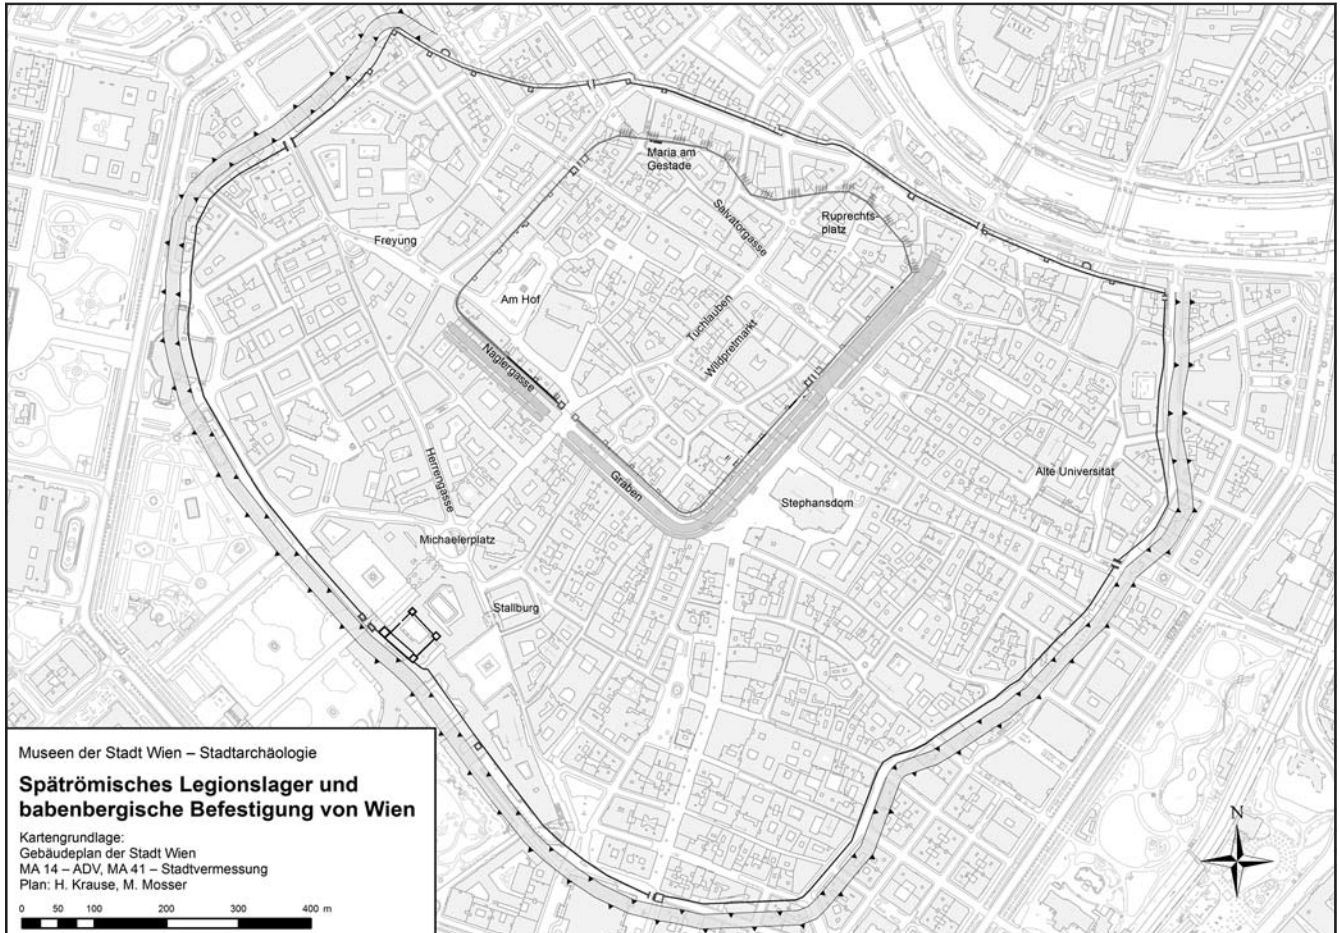 Maria am
Gestade
Salvatorgasse
Ruprechts-
platz
Freyung
Am Hof
Tuchlauben
Wildpretmarkt
Naglergasse
Herrengasse
Graben
Stephansdom
Alte Universität
Michaelerplatz
Stallburg
Museen der Stadt Wien – Stadtarchäologie
Spätrömisches Legionslager und
babenbergische Befestigung von Wien
Kartengrundlage:
Gebäudeplan der Stadt Wien
MA 14 – ADV, MA 41 – Stadtvermessung
Plan: H. Krause, M. Mosser
0 50 100 200 300 400 m
N